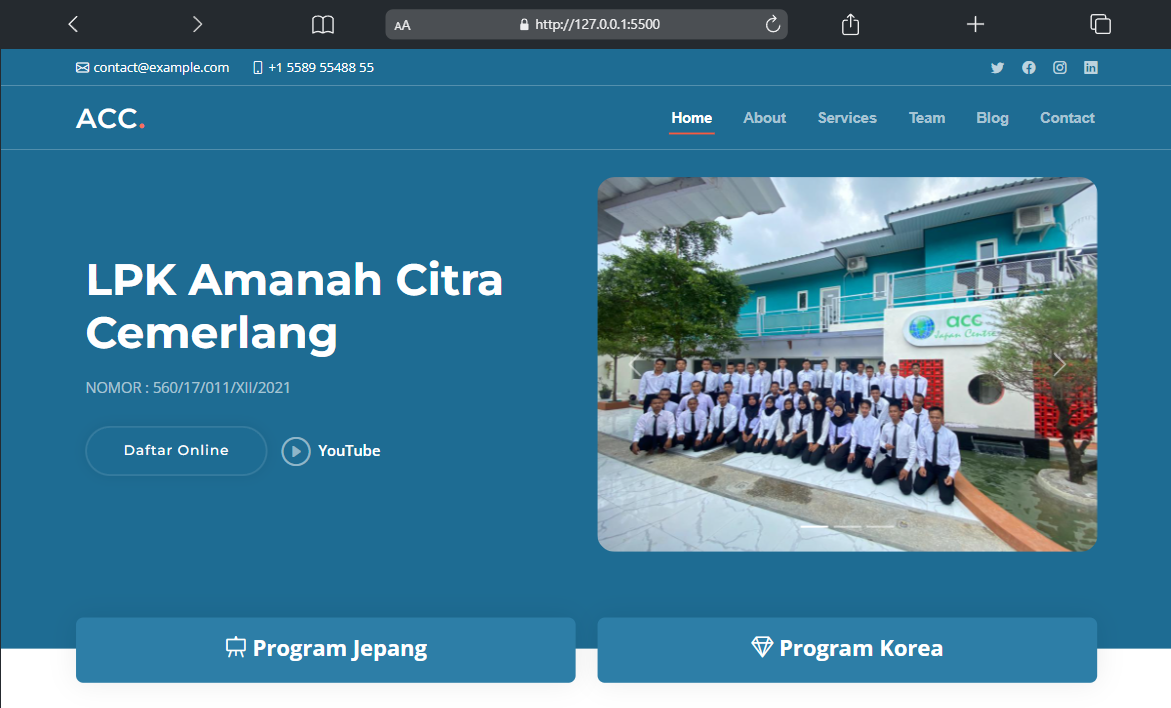 AA http://127.0.0.1:5500
contact@example.com +1 5589 55488 55
ACC.
Home About Services Team Blog Contact
LPK Amanah Citra
Cemerlang
NOMOR : 560/17/011/XII/2021
Daftar Online YouTube
acc
Japan Centre
Program Jepang Program Korea